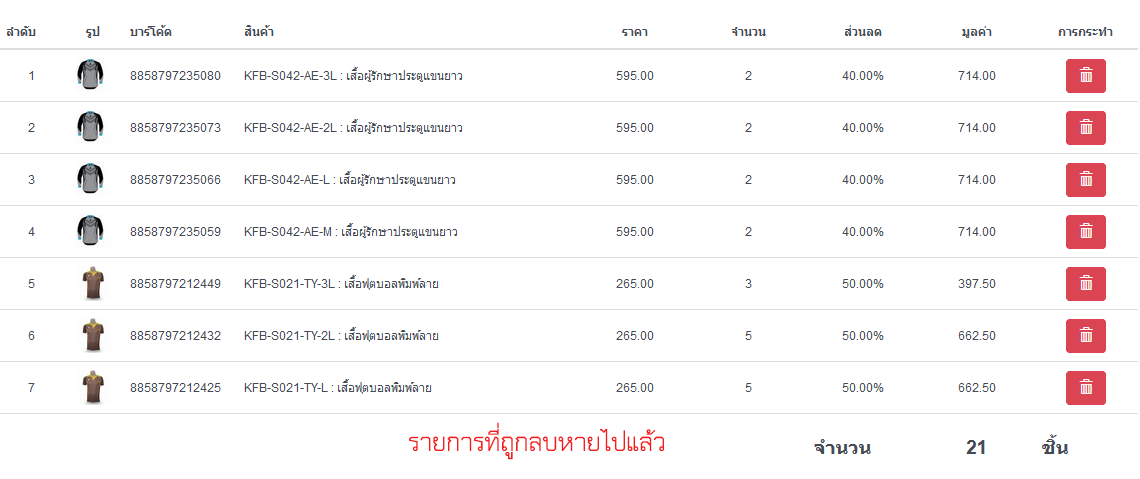 ลำดับ รูป บาร์โค้ด สินค้า ราคา จำนวน ส่วนลด มูลค่า การกระทำ
1 8858797235080 KFB-S042-AE-3L : เสื้อผู้รักษาประตูแขนยาว 595.00 2 40.00% 714.00
2 8858797235073 KFB-S042-AE-2L : เสื้อผู้รักษาประตูแขนยาว 595.00 2 40.00% 714.00
3 8858797235066 KFB-S042-AE-L : เสื้อผู้รักษาประตูแขนยาว 595.00 2 40.00% 714.00
4 8858797235059 KFB-S042-AE-M : เสื้อผู้รักษาประตูแขนยาว 595.00 2 40.00% 714.00
5 8858797212449 KFB-S021-TY-3L : เสื้อฟุตบอลพิมพ์ลาย 265.00 3 50.00% 397.50
6 8858797212432 KFB-S021-TY-2L : เสื้อฟุตบอลพิมพ์ลาย 265.00 5 50.00% 662.50
7 8858797212425 KFB-S021-TY-L : เสื้อฟุตบอลพิมพ์ลาย 265.00 5 50.00% 662.50
รายการที่ถูกลบหายไปแล้ว จำนวน 21 ชิ้น